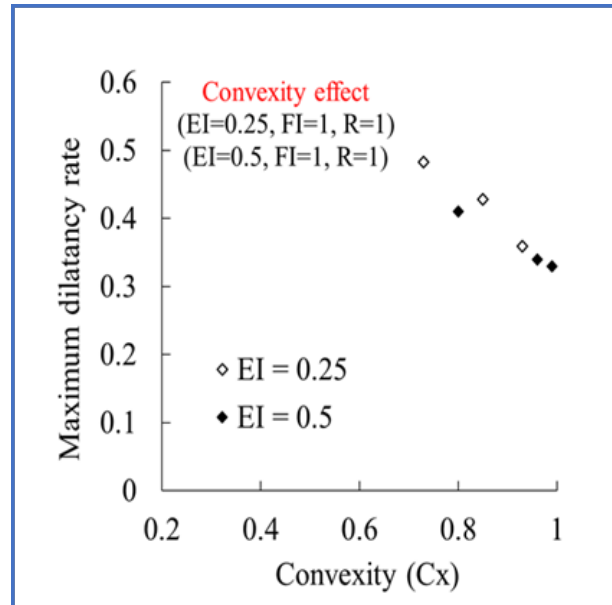 Convexity effect
(EI=0.25, FI=1, R=1)
(EI=0.5, FI=1, R=1)
Maximum dilatancy rate
0.6
0.5
0.4
0.3
0.2
0.1
0
EI = 0.25
EI = 0.5
0.2 0.4 0.6 0.8 1
Convexity (Cx)